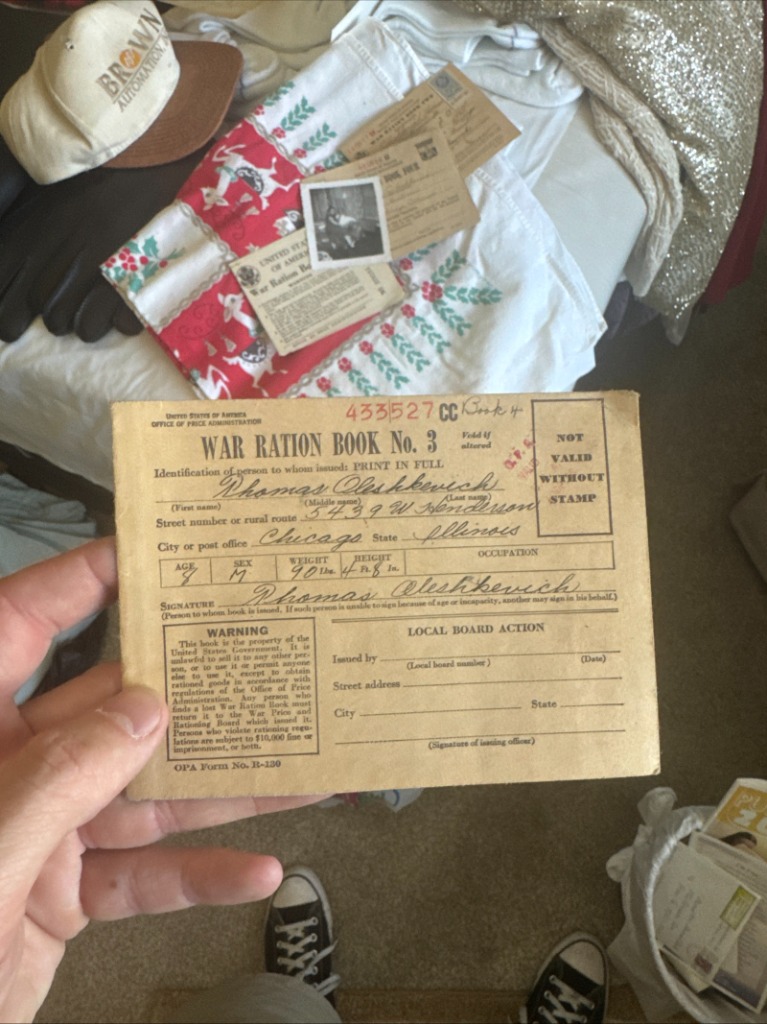 BROWN
AUTOMATION
WAR RATION BOOK
BOOK FOUR
UNITED STATES
OF AMERICA
War Ration Bo
UNITED STATES OF AMERICA
OFFICE OF PRICE ADMINISTRATION
433527 CC Book 4
WAR RATION BOOK No. 3
Void if
altered
NOT
VALID
WITHOUT
STAMP
Identification of person to whom issued: PRINT IN FULL
Thomas Oleshkevich
(First name) (Middle name) (Last name)
Street number or rural route 5439 W Henderson
City or post office Chicago State Illinois
AGE SEX WEIGHT HEIGHT OCCUPATION
8 M 90 Lbs. 4 Ft. 8 In.
SIGNATURE Thomas Oleshkevich
(Person to whom book is issued. If such person is unable to sign because of age or incapacity, another may sign in his behalf.)
WARNING
This book is the property of the
United States Government. It is
unlawful to sell it to any other per-
son, or to use it or permit anyone
else to use it, except to obtain
rationed goods in accordance with
regulations of the Office of Price
Administration. Any person who
finds a lost War Ration Book must
return it to the War Price and
Rationing Board which issued it.
Persons who violate rationing regu-
lations are subject to $10,000 fine or
imprisonment, or both.
LOCAL BOARD ACTION
Issued by
(Local board number) (Date)
Street address
City State
(Signature of issuing officer)
OPA Form No. R-130